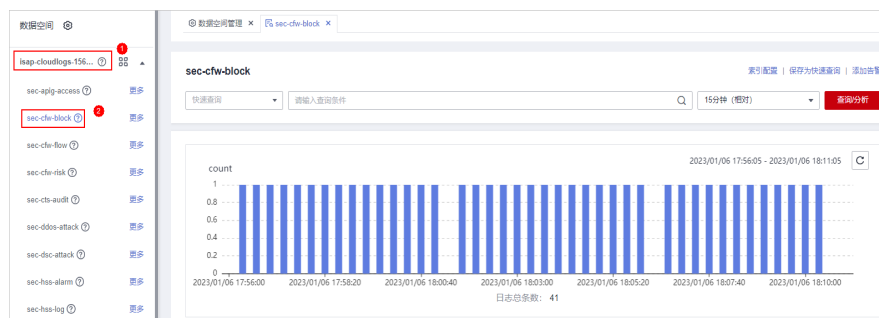 数据空间
数据空间管理 ×
sec-cfw-block ×
isap-cloudlogs-156...
1
sec-apig-access 更多
sec-cfw-block 2 更多
sec-cfw-flow 更多
sec-cfw-risk 更多
sec-cts-audit 更多
sec-ddos-attack 更多
sec-dsc-attack 更多
sec-hss-alarm 更多
sec-hss-log 更多
sec-cfw-block
索引配置 | 保存为快速查询 | 添加告警
快速查询 请输入查询条件 15分钟（相对） 查询/分析
2023/01/06 17:56:05 - 2023/01/06 18:11:05
count
1
0.8
0.6
0.4
0.2
0
2023/01/06 17:56:00 2023/01/06 17:58:20 2023/01/06 18:00:40 2023/01/06 18:03:00 2023/01/06 18:05:20 2023/01/06 18:07:40 2023/01/06 18:10:00
日志总条数： 41